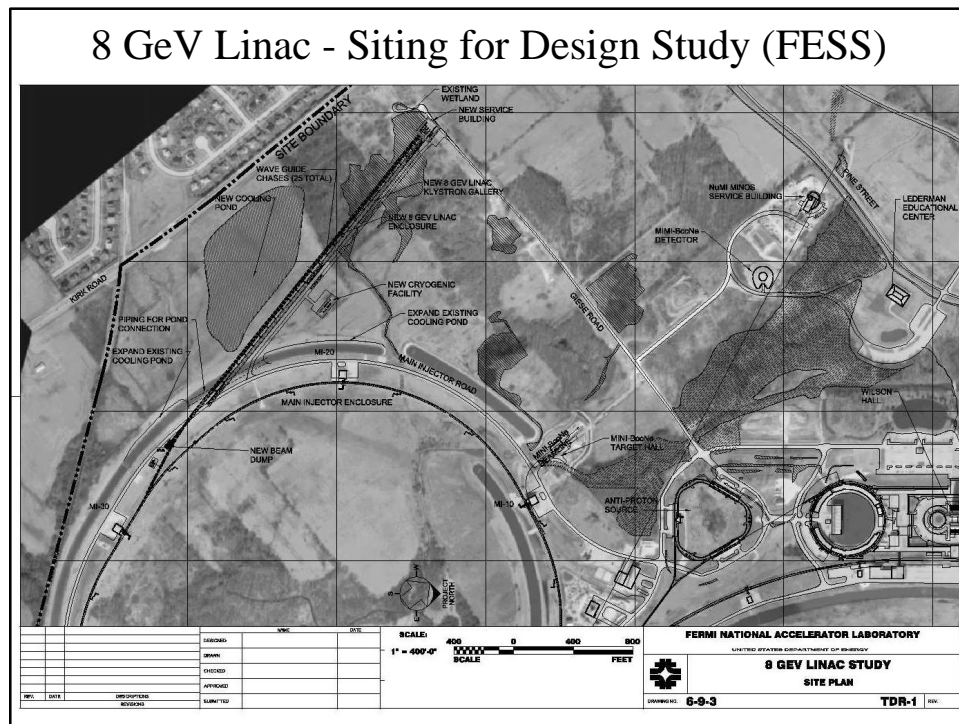 8 GeV Linac - Siting for Design Study (FESS)
EXISTING
WETLAND
NEW SERVICE
BUILDING
SITE BOUNDARY
WAVE GUIDE
CHASES (25 TOTAL)
NEW COOLING
POND
NEW 8 GEV LINAC
KLYSTRON GALLERY
NEW 8 GEV LINAC
ENCLOSURE
NuMI MINOS
SERVICE BUILDING
PINE STREET
LEDERMAN
EDUCATIONAL
CENTER
MIMI-BooNe
DETECTOR
KIRK ROAD
NEW CRYOGENIC
FACILITY
GIESE ROAD
PIPING FOR POND
CONNECTION
EXPAND EXISTING
COOLING POND
EXPAND EXISTING
COOLING POND
MI-20
MAIN INJECTOR ROAD
MAIN INJECTOR ENCLOSURE
WILSON
HALL
NEW BEAM
DUMP
MINI-BooNe
MINI-BooNe
TARGET HALL
MI-30
MI-10
ANTI-PROTON
SOURCE
W
S
E
PROJECT
NORTH
NAME
DATE
DESIGNED
DRAWN
CHECKED
APPROVED
SUBMITTED
REV.
DATE
DESCRIPTIONS
REVISIONS
SCALE:
1" = 400'-0"
400 0 400 800
SCALE FEET
FERMI NATIONAL ACCELERATOR LABORATORY
UNITED STATES DEPARTMENT OF ENERGY
8 GEV LINAC STUDY
SITE PLAN
DRAWING NO. 6-9-3 TDR-1 REV.